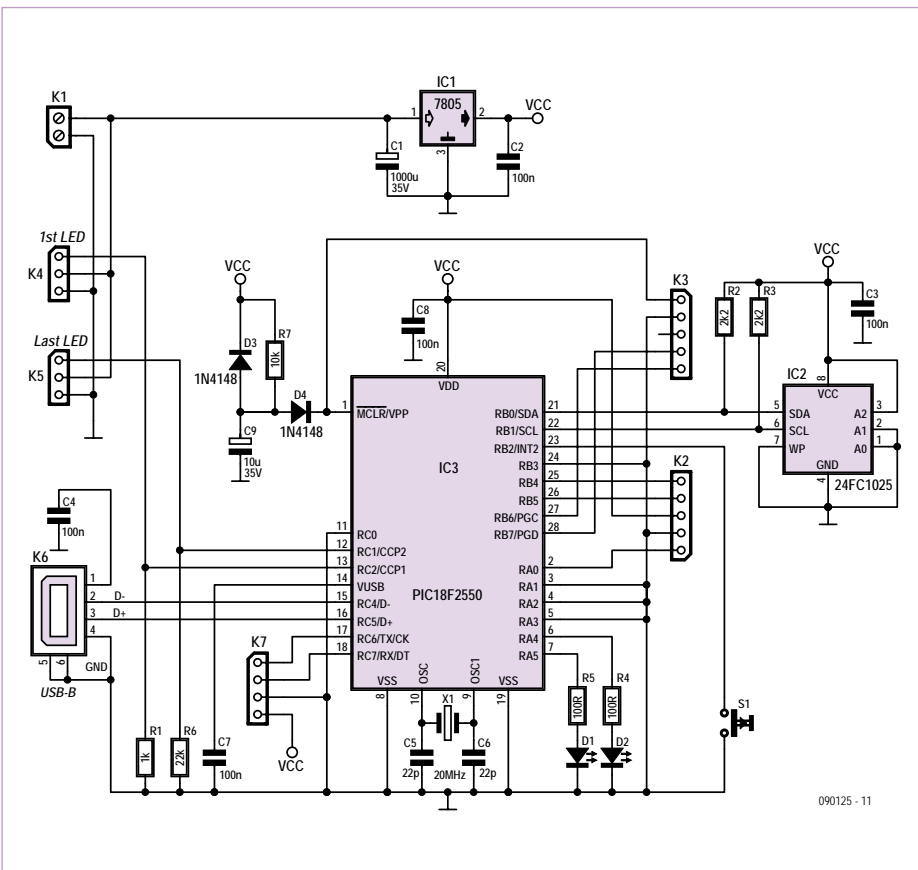 IC1
K1
7805
VCC
1
2
3
C1
1000u
35V
C2
100n
1st LED
K4
Last LED
K5
VCC
D3
1N4148
R7
10k
D4
1N4148
C9
10u
35V
VCC
C8
100n
K3
VCC
R2
2k2
R3
2k2
C3
100n
IC2
8
VCC
5 SDA
6 SCL
7 WP
A2 3
A1 2
A0 1
GND
4
24FC1025
20
VDD
1 MCLR/VPP
IC3
PIC18F2550
11 RC0
12 RC1/CCP2
13 RC2/CCP1
14 VUSB
15 RC4/D-
16 RC5/D+
17 RC6/TX/CK
18 RC7/RX/DT
RB0/SDA 21
RB1/SCL 22
RB2/INT2 23
RB3 24
RB4 25
RB5 26
RB6/PGC 27
RB7/PGD 28
RA0 2
RA1 3
RA2 4
RA3 5
RA4 6
RA5 7
VSS
8
OSC
10
OSC1
9
VSS
19
K2
C4
100n
K6
1
2 D-
3 D+
4
5 6
GND
USB-B
K7
VCC
R1
1k
R6
22k
C7
100n
X1
20MHz
C5
22p
C6
22p
R5
100R
R4
100R
D1
D2
S1
090125 - 11